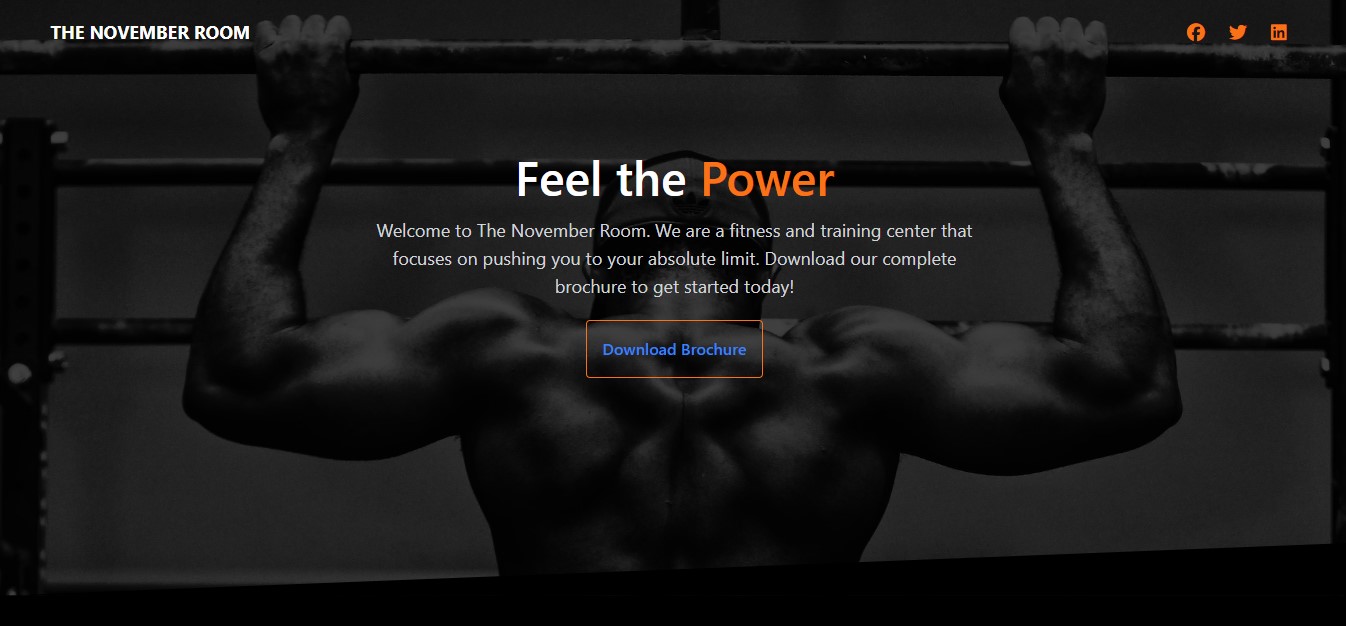 THE NOVEMBER ROOM
Feel the Power
Welcome to The November Room. We are a fitness and training center that
focuses on pushing you to your absolute limit. Download our complete
brochure to get started today!
Download Brochure